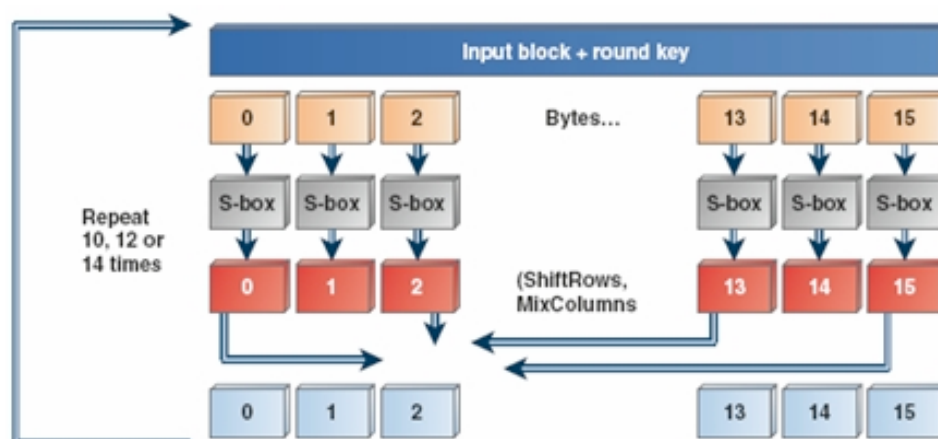 Input block + round key
0 1 2 Bytes... 13 14 15
S-box S-box S-box S-box S-box S-box
Repeat
10, 12 or
14 times
0 1 2 13 14 15
(ShiftRows,
MixColumns
0 1 2 13 14 15